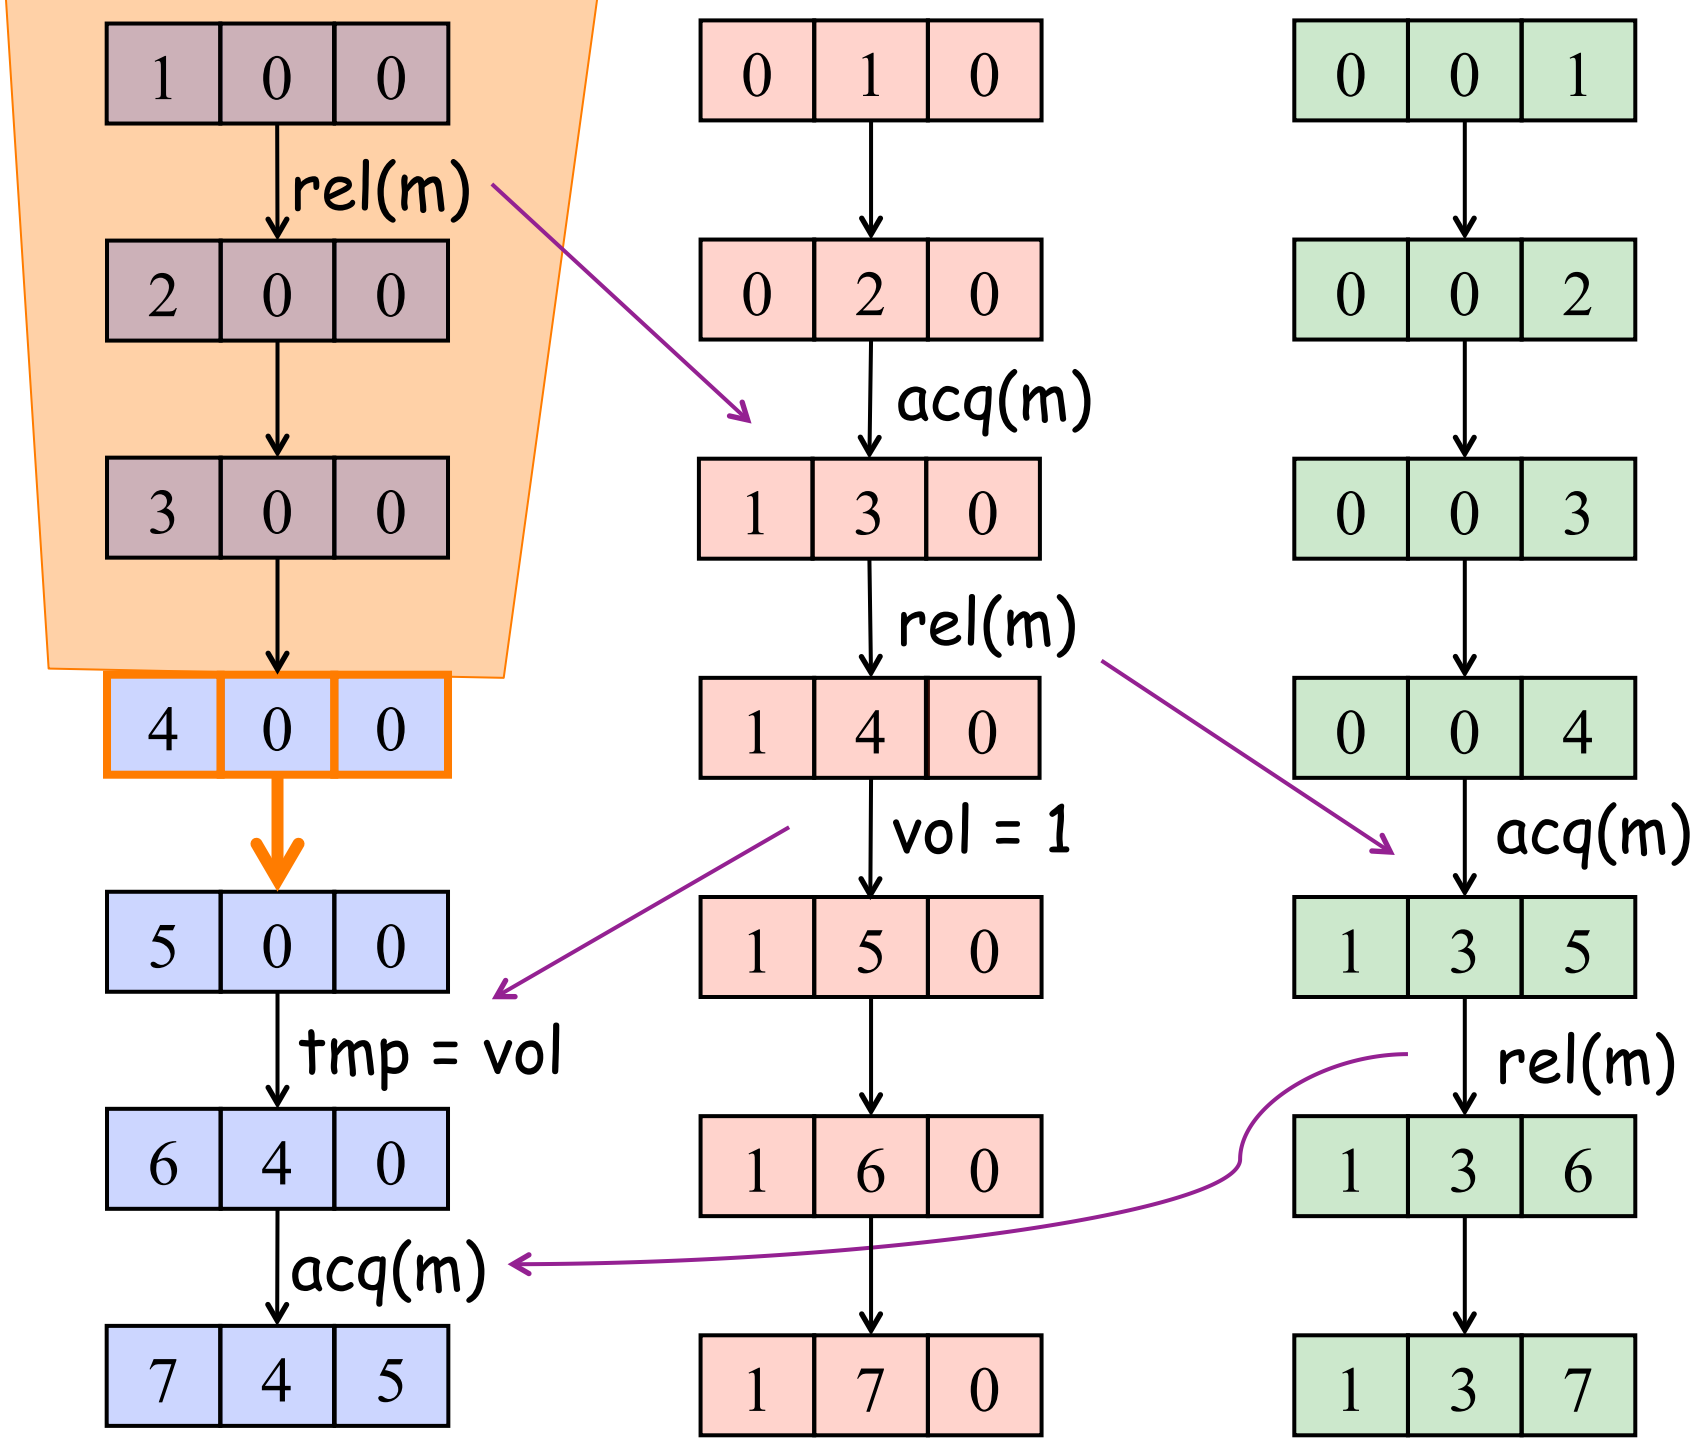 1 0 0
0 1 0
0 0 1
rel(m)
2 0 0
0 2 0
0 0 2
acq(m)
3 0 0
1 3 0
0 0 3
rel(m)
4 0 0
1 4 0
0 0 4
vol = 1
acq(m)
5 0 0
1 5 0
1 3 5
tmp = vol
rel(m)
6 4 0
1 6 0
1 3 6
acq(m)
7 4 5
1 7 0
1 3 7